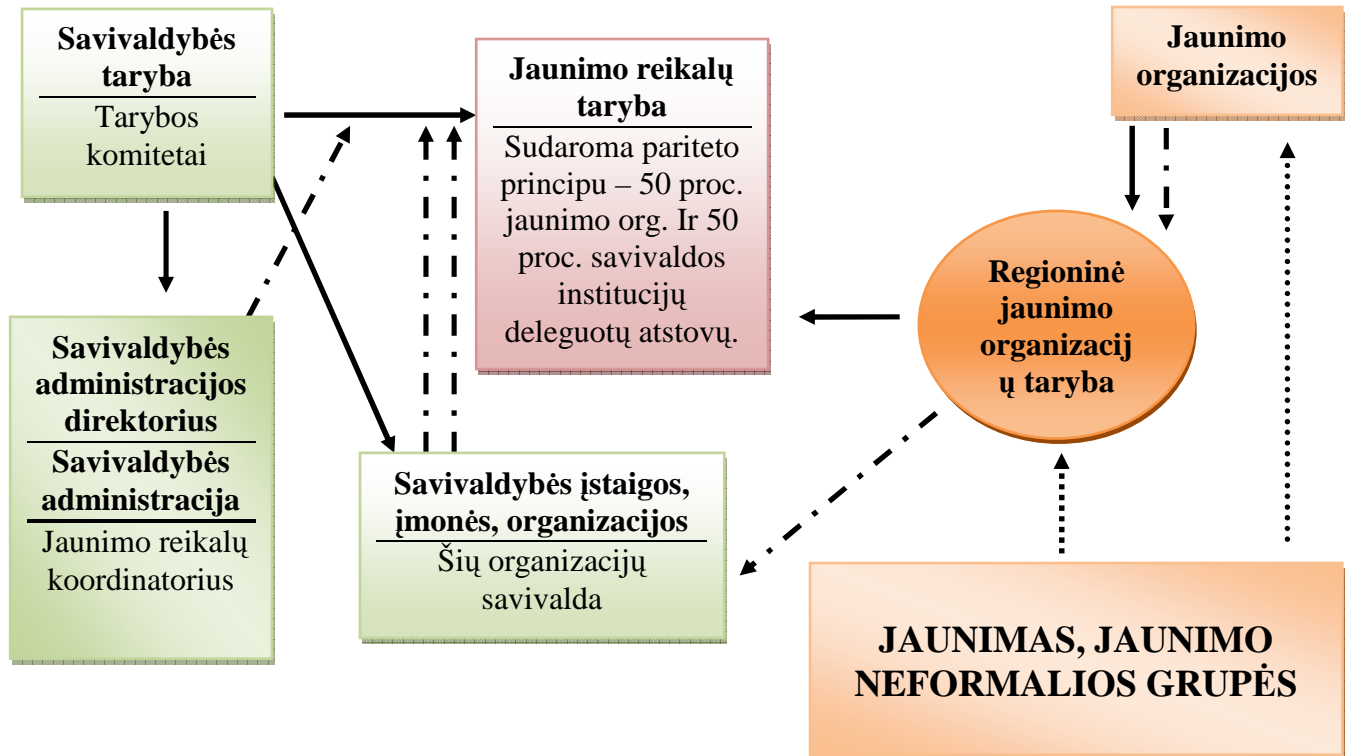 Savivaldybės
taryba
Tarybos
komitetai
Jaunimo reikalų
taryba
Sudaroma pariteto
principu – 50 proc.
jaunimo org. Ir 50
proc. savivaldos
institucijų
deleguotų atstovų.
Jaunimo
organizacijos
Regioninė
jaunimo
organizacij
ų taryba
Savivaldybės
administracijos
direktorius
Savivaldybės
administracija
Jaunimo reikalų
koordinatorius
Savivaldybės įstaigos,
įmonės, organizacijos
Šių organizacijų
savivalda
JAUNIMAS, JAUNIMO
NEFORMALIOS GRUPĖS